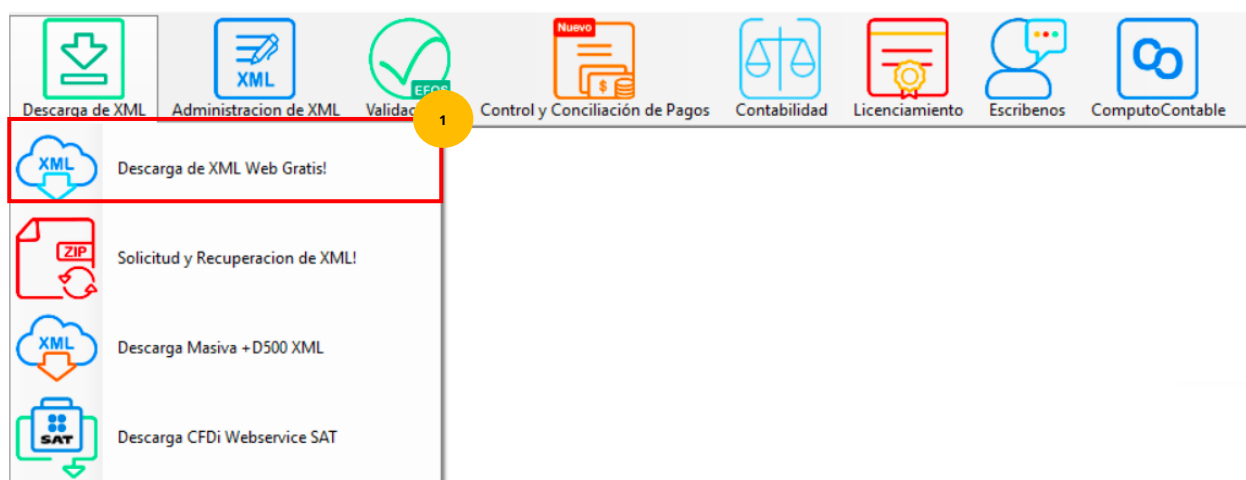 Nuevo
XML
EFOS
Descarga de XML
Administracion de XML
Control y Conciliación de Pagos
Contabilidad
Licenciamiento
Escribenos
ComputoContable
1
XML
Descarga de XML Web Gratis!
ZIP
Solicitud y Recuperacion de XML!
XML
Descarga Masiva +D500 XML
SAT
Descarga CFDi Webservice SAT